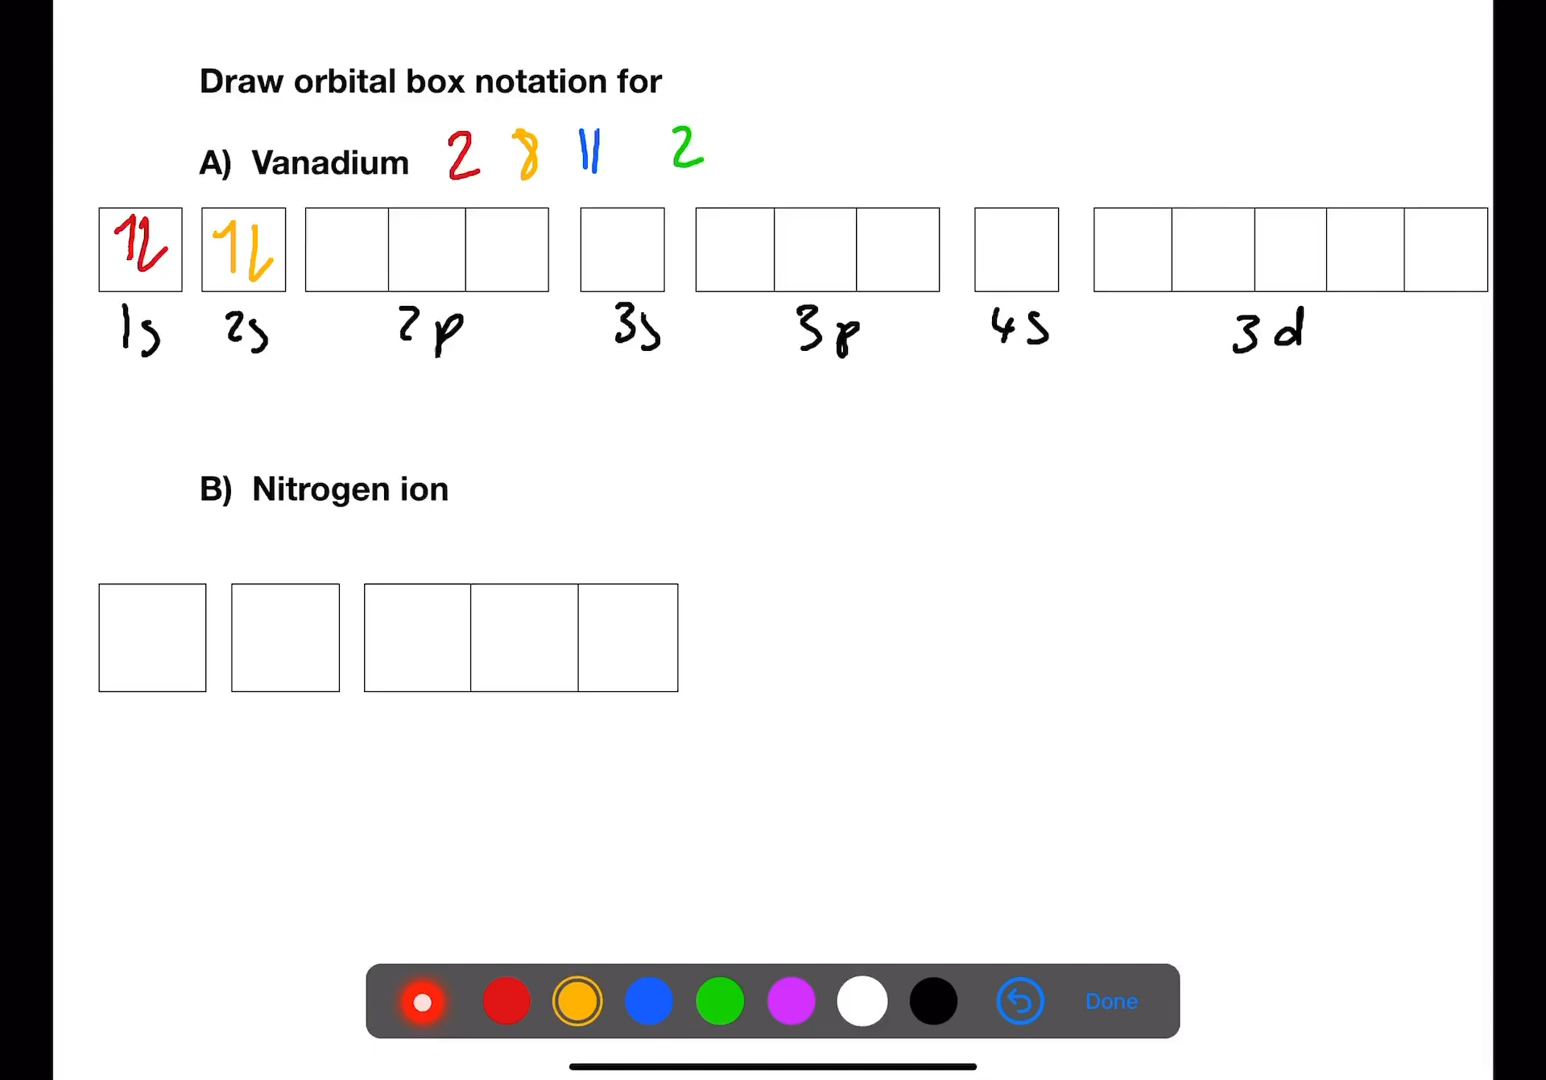 Draw orbital box notation for
A) Vanadium 2 8 11 2
1s 2s 2p 3s 3p 4s 3d
B) Nitrogen ion
Done